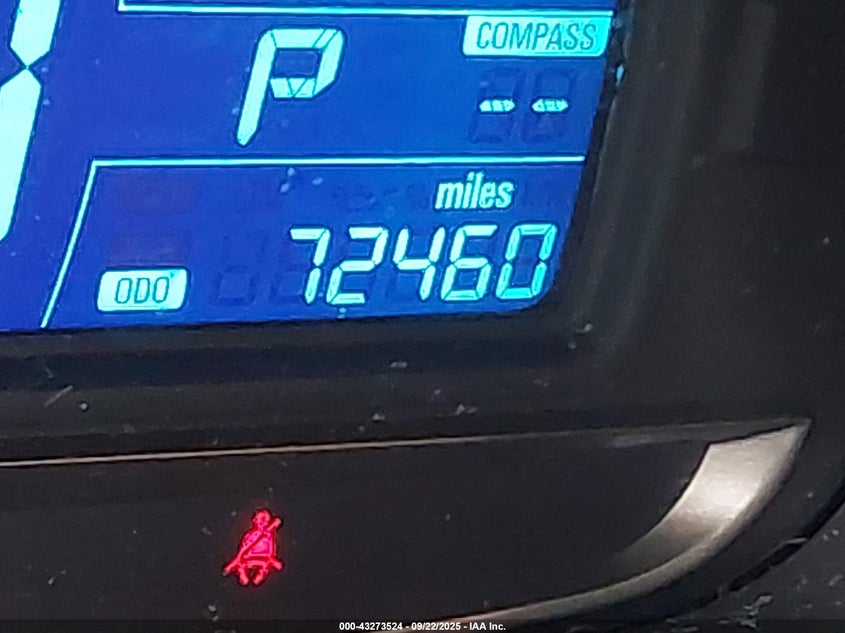 P
COMPASS
--
miles
ODO 72460
000-43273524 - 09/22/2025 - IAA Inc.